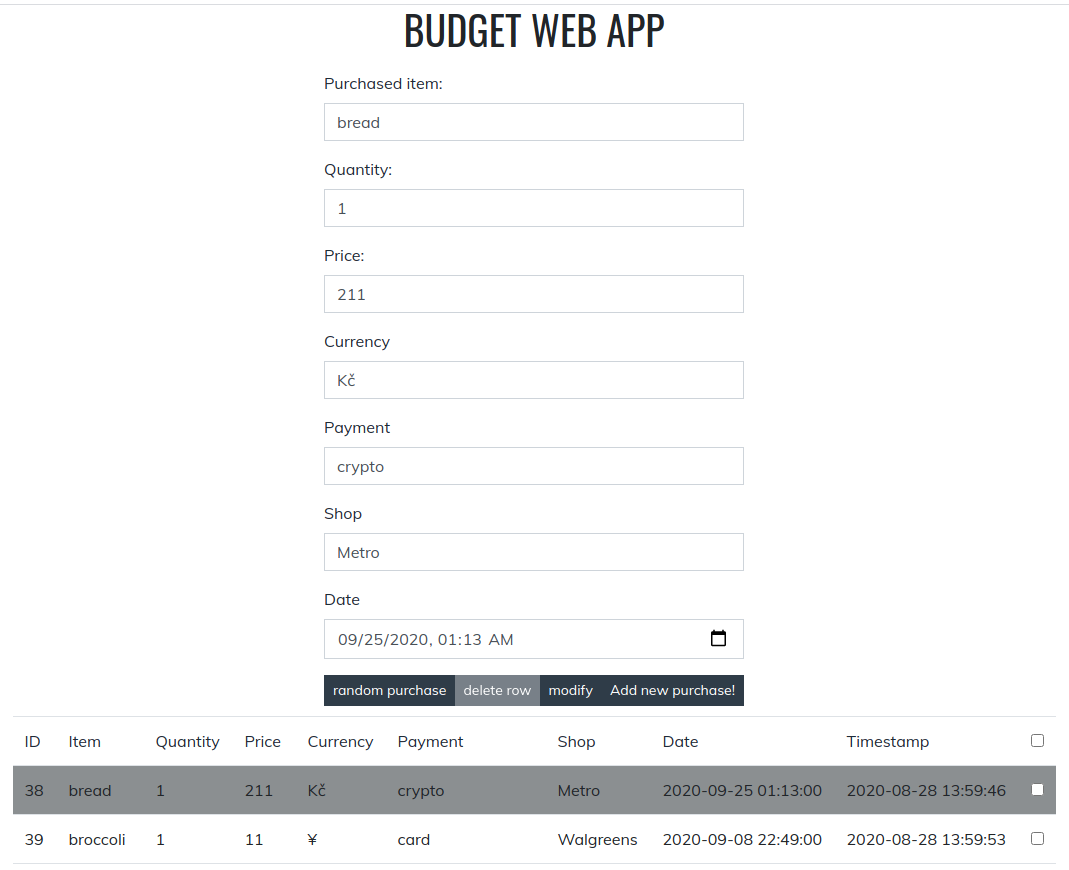 BUDGET WEB APP
Purchased item:
bread
Quantity:
1
Price:
211
Currency
Kč
Payment
crypto
Shop
Metro
Date
09/25/2020, 01:13 AM
random purchase delete row modify Add new purchase!
ID Item Quantity Price Currency Payment Shop Date Timestamp
38 bread 1 211 Kč crypto Metro 2020-09-25 01:13:00 2020-08-28 13:59:46
39 broccoli 1 11 ¥ card Walgreens 2020-09-08 22:49:00 2020-08-28 13:59:53